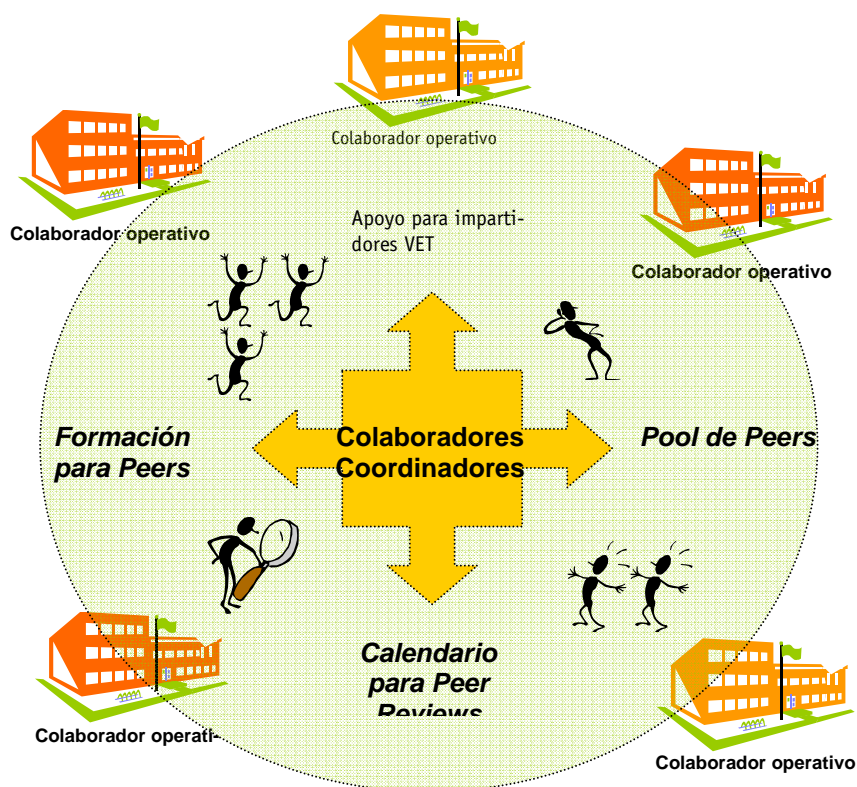 Colaborador operativo
Colaborador operativo
Apoyo para imparti-
dores VET
Colaborador operativo
Formación
para Peers
Colaboradores
Coordinadores
Pool de Peers
Calendario
para Peer
Reviews
Colaborador operati-
Colaborador operativo